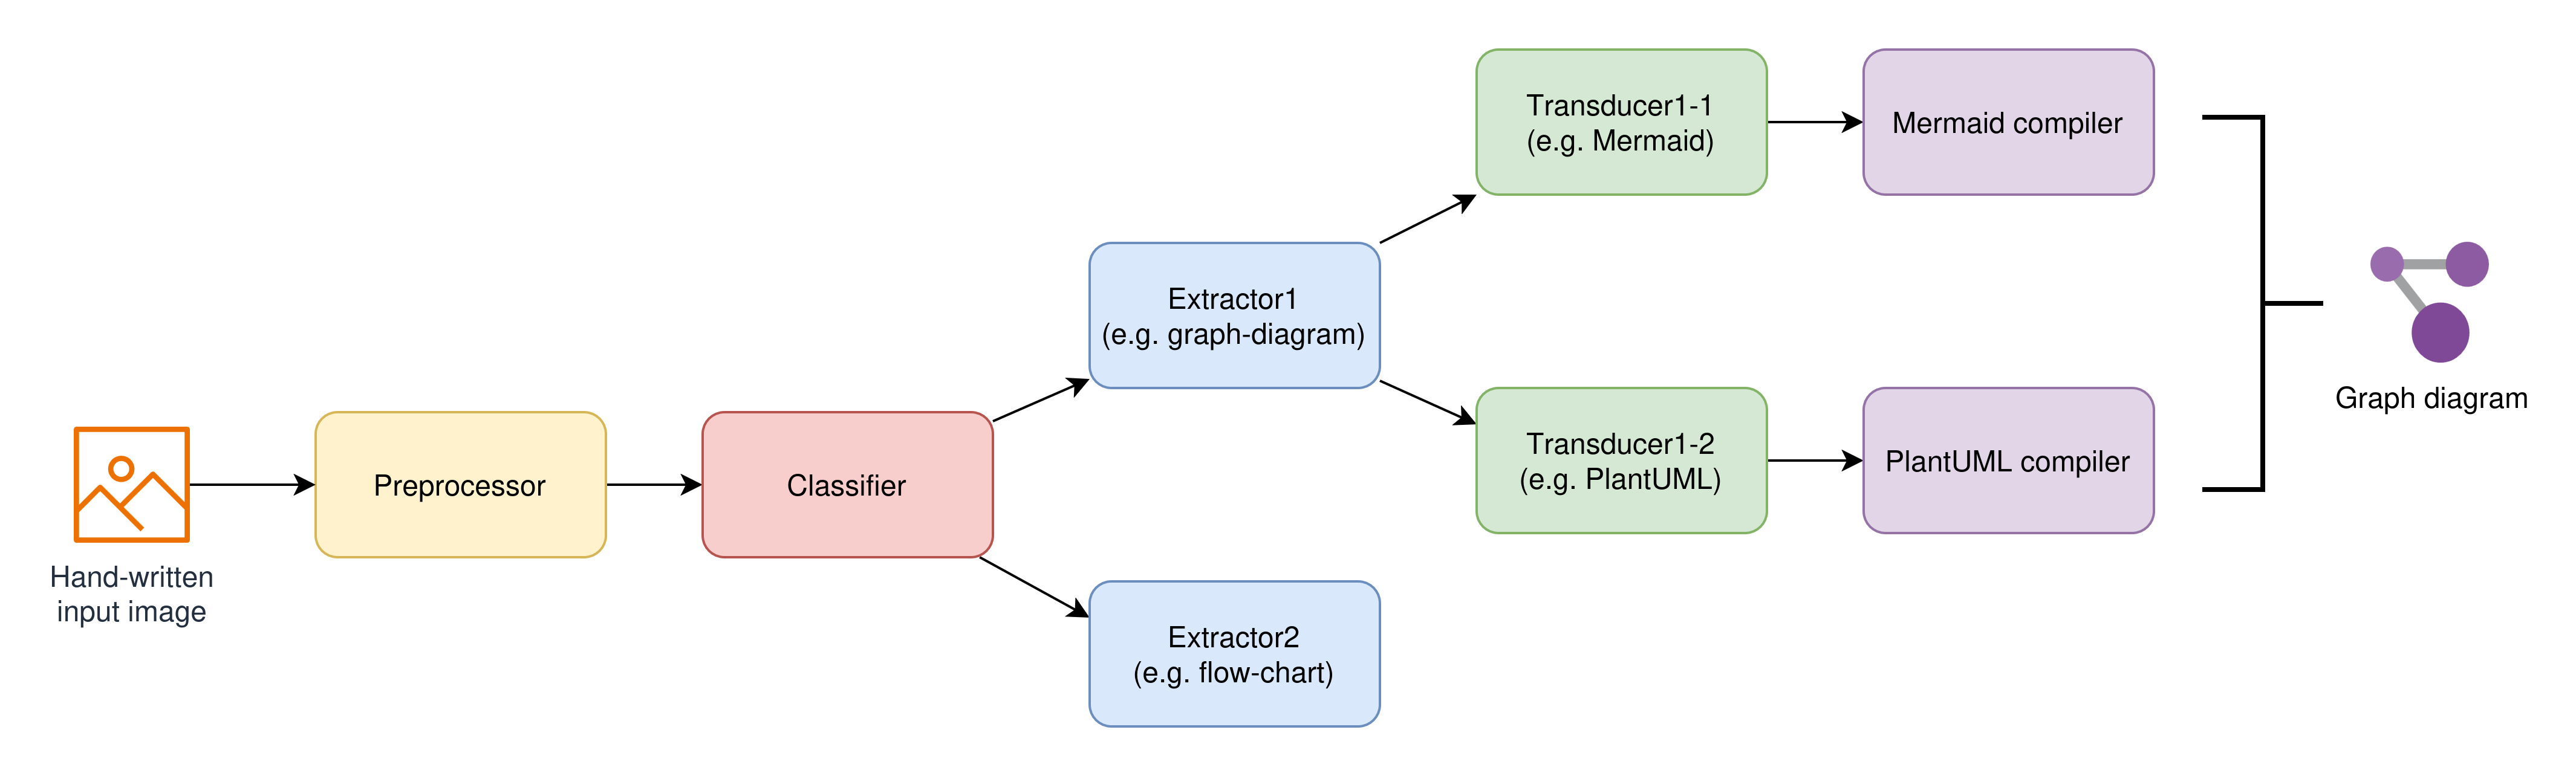 Hand-written
input image
Preprocessor
Classifier
Extractor1
(e.g. graph-diagram)
Extractor2
(e.g. flow-chart)
Transducer1-1
(e.g. Mermaid)
Mermaid compiler
Transducer1-2
(e.g. PlantUML)
PlantUML compiler
Graph diagram